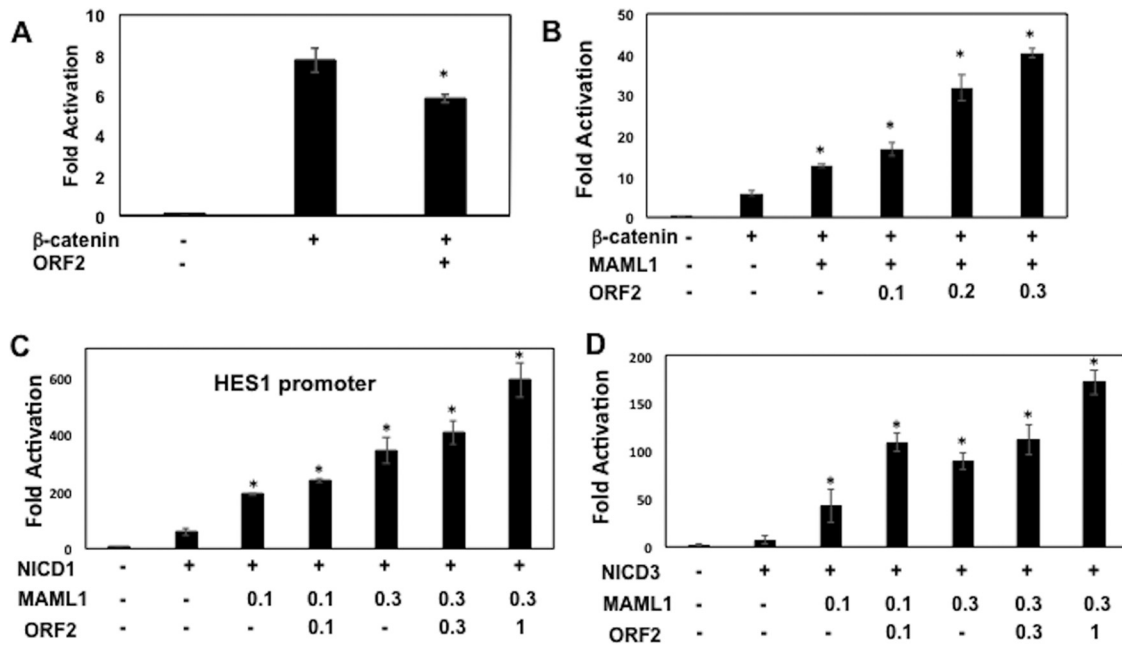 A
Fold Activation
10
8
6
4
2
0
*
β-catenin - + +
ORF2 - +
B
Fold Activation
50
40
30
20
10
0
* * * *
β-catenin - + + + + +
MAML1 - - + + + +
ORF2 - - - 0.1 0.2 0.3
C
HES1 promoter
Fold Activation
600
400
200
0
* * * * *
NICD1 - + + + + + +
MAML1 - - 0.1 0.1 0.3 0.3 0.3
ORF2 - - - 0.1 - 0.3 1
D
Fold Activation
200
150
100
50
0
* * * * *
NICD3 - + + + + + +
MAML1 - - 0.1 0.1 0.3 0.3 0.3
ORF2 - - - 0.1 - 0.3 1